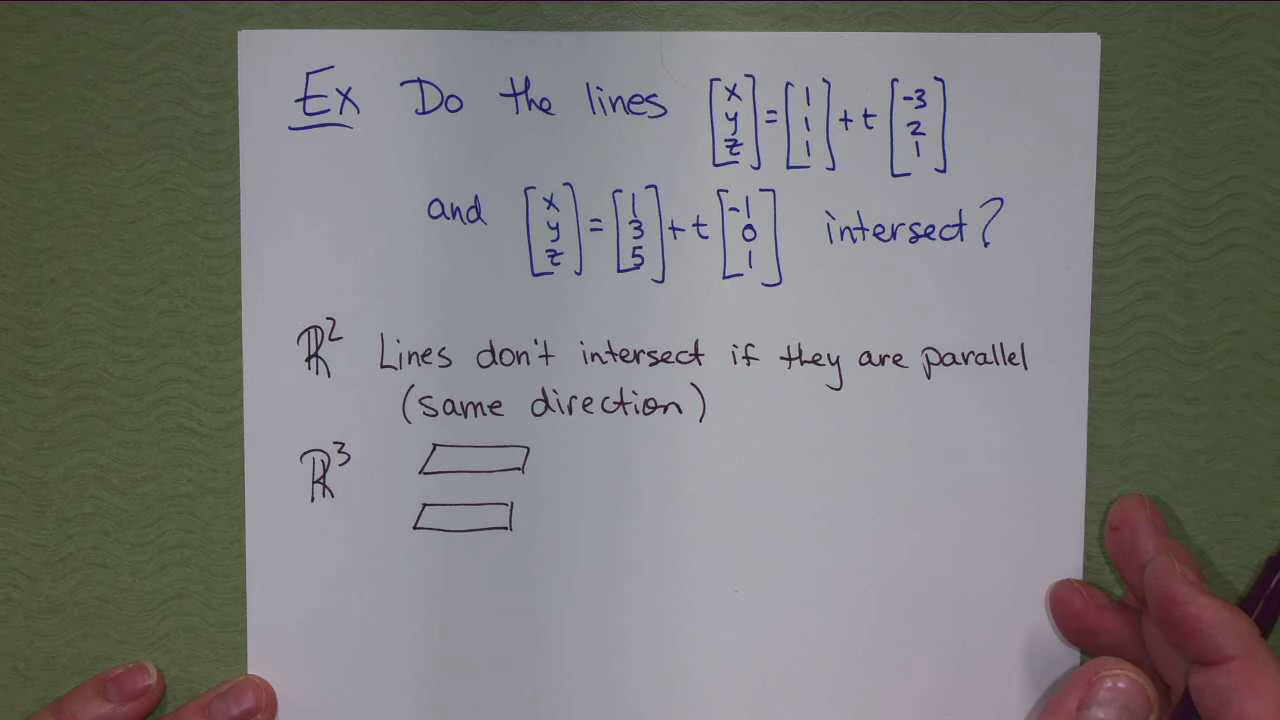 Ex Do the lines [x y z] = [1 1 1] + t [-3 2 1]
and [x y z] = [1 3 5] + t [-1 0 1] intersect?
ℝ² Lines don't intersect if they are parallel
(same direction)
ℝ³